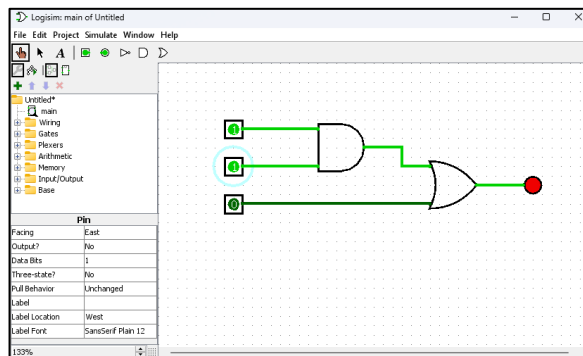 Logisim: main of Untitled
File Edit Project Simulate Window Help
A
Untitled*
main
Wiring
Gates
Plexers
Arithmetic
Memory
Input/Output
Base
Pin
Facing East
Output? No
Data Bits 1
Three-state? No
Pull Behavior Unchanged
Label
Label Location West
Label Font SansSerif Plain 12
133%
1
1
0